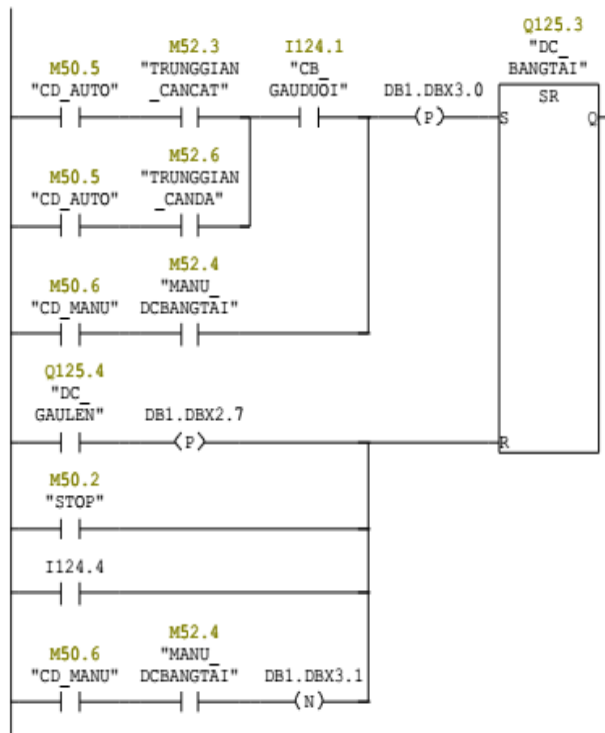 Q125.3
"DC_
BANGTAI"
M52.3
I124.1
M50.5
"TRUNGGIAN
"CB_
"CD_AUTO"
_CANCAT"
GAUDUOI"
DB1.DBX3.0
SR
(P)
S
Q
M52.6
M50.5
"TRUNGGIAN
"CD_AUTO"
_CANDA"
M52.4
M50.6
"MANU_
"CD_MANU"
DCBANGTAI"
Q125.4
"DC_
GAULEN"
DB1.DBX2.7
(P)
R
M50.2
"STOP"
I124.4
M52.4
M50.6
"MANU_
"CD_MANU"
DCBANGTAI"
DB1.DBX3.1
(N)